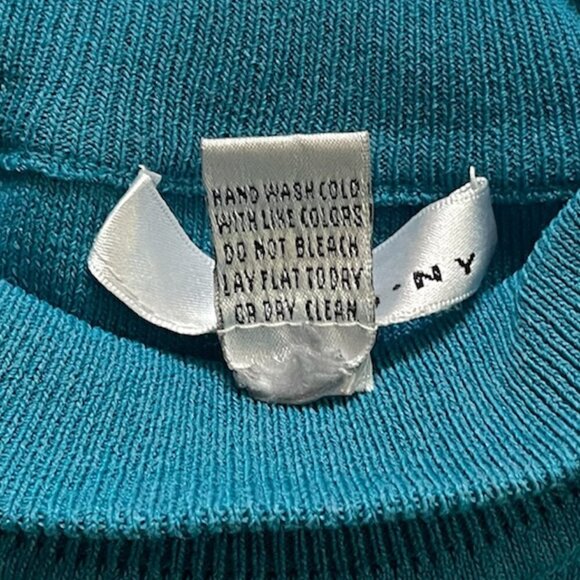 HAND WASH COLD
WITH LIKE COLORS
DO NOT BLEACH
LAY FLAT TO DRY
OR DRY CLEAN
NY